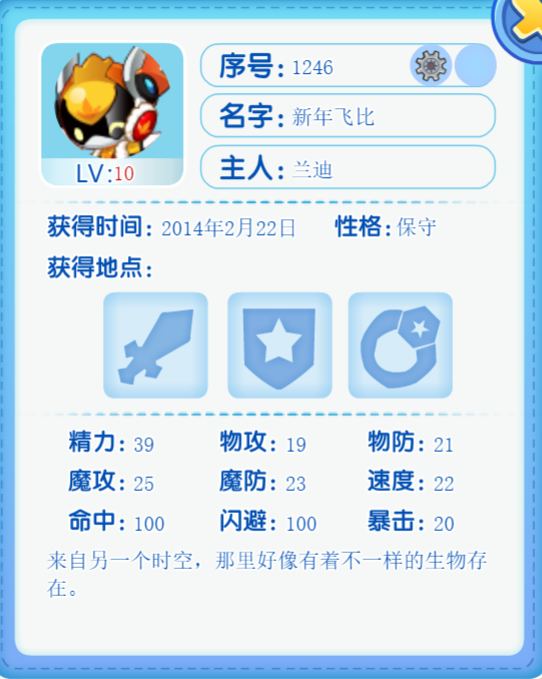 序号：1246
名字：新年飞比
主人：兰迪
LV:10
获得时间：2014年2月22日 性格：保守
获得地点：
精力：39 物攻：19 物防：21
魔攻：25 魔防：23 速度：22
命中：100 闪避：100 暴击：20
来自另一个时空，那里好像有着不一样的生物存
在。